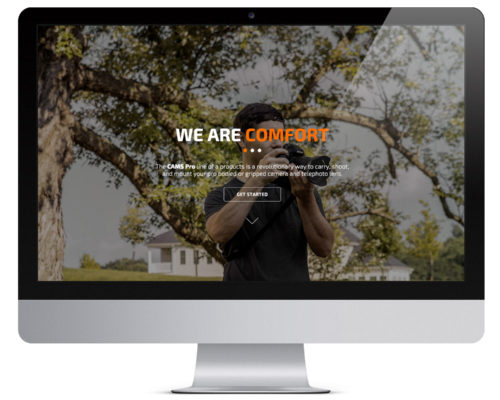 WE ARE COMFORT
The CAMS Pro line of a products is a revolutionary way to carry, shoot,
and mount your pro bodied or gripped camera and telephoto lens.
GET STARTED